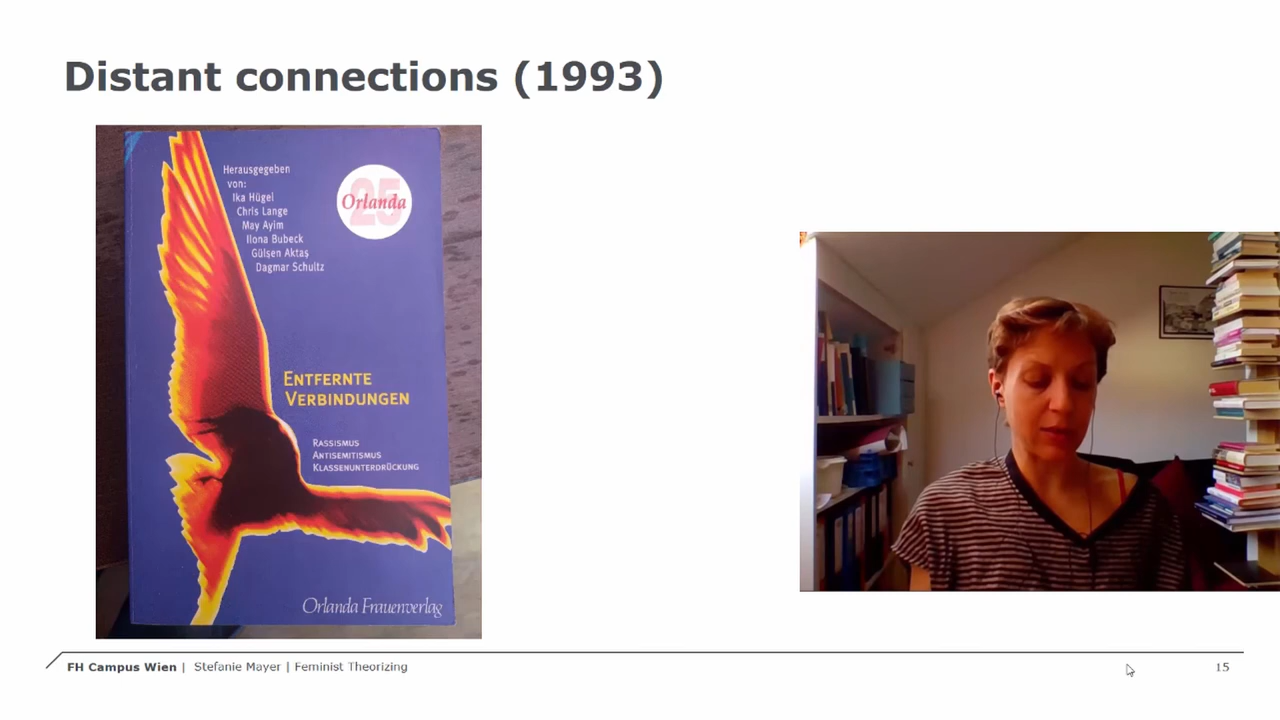 Distant connections (1993)
Herausgegeben
von:
Ika Hügel
Chris Lange
May Ayim
Ilona Bubeck
Gülşen Aktaş
Dagmar Schultz
25
Orlanda
ENTFERNTE
VERBINDUNGEN
RASSISMUS
ANTISEMITISMUS
KLASSENUNTERDRÜCKUNG
Orlanda Frauenverlag
FH Campus Wien | Stefanie Mayer | Feminist Theorizing
15